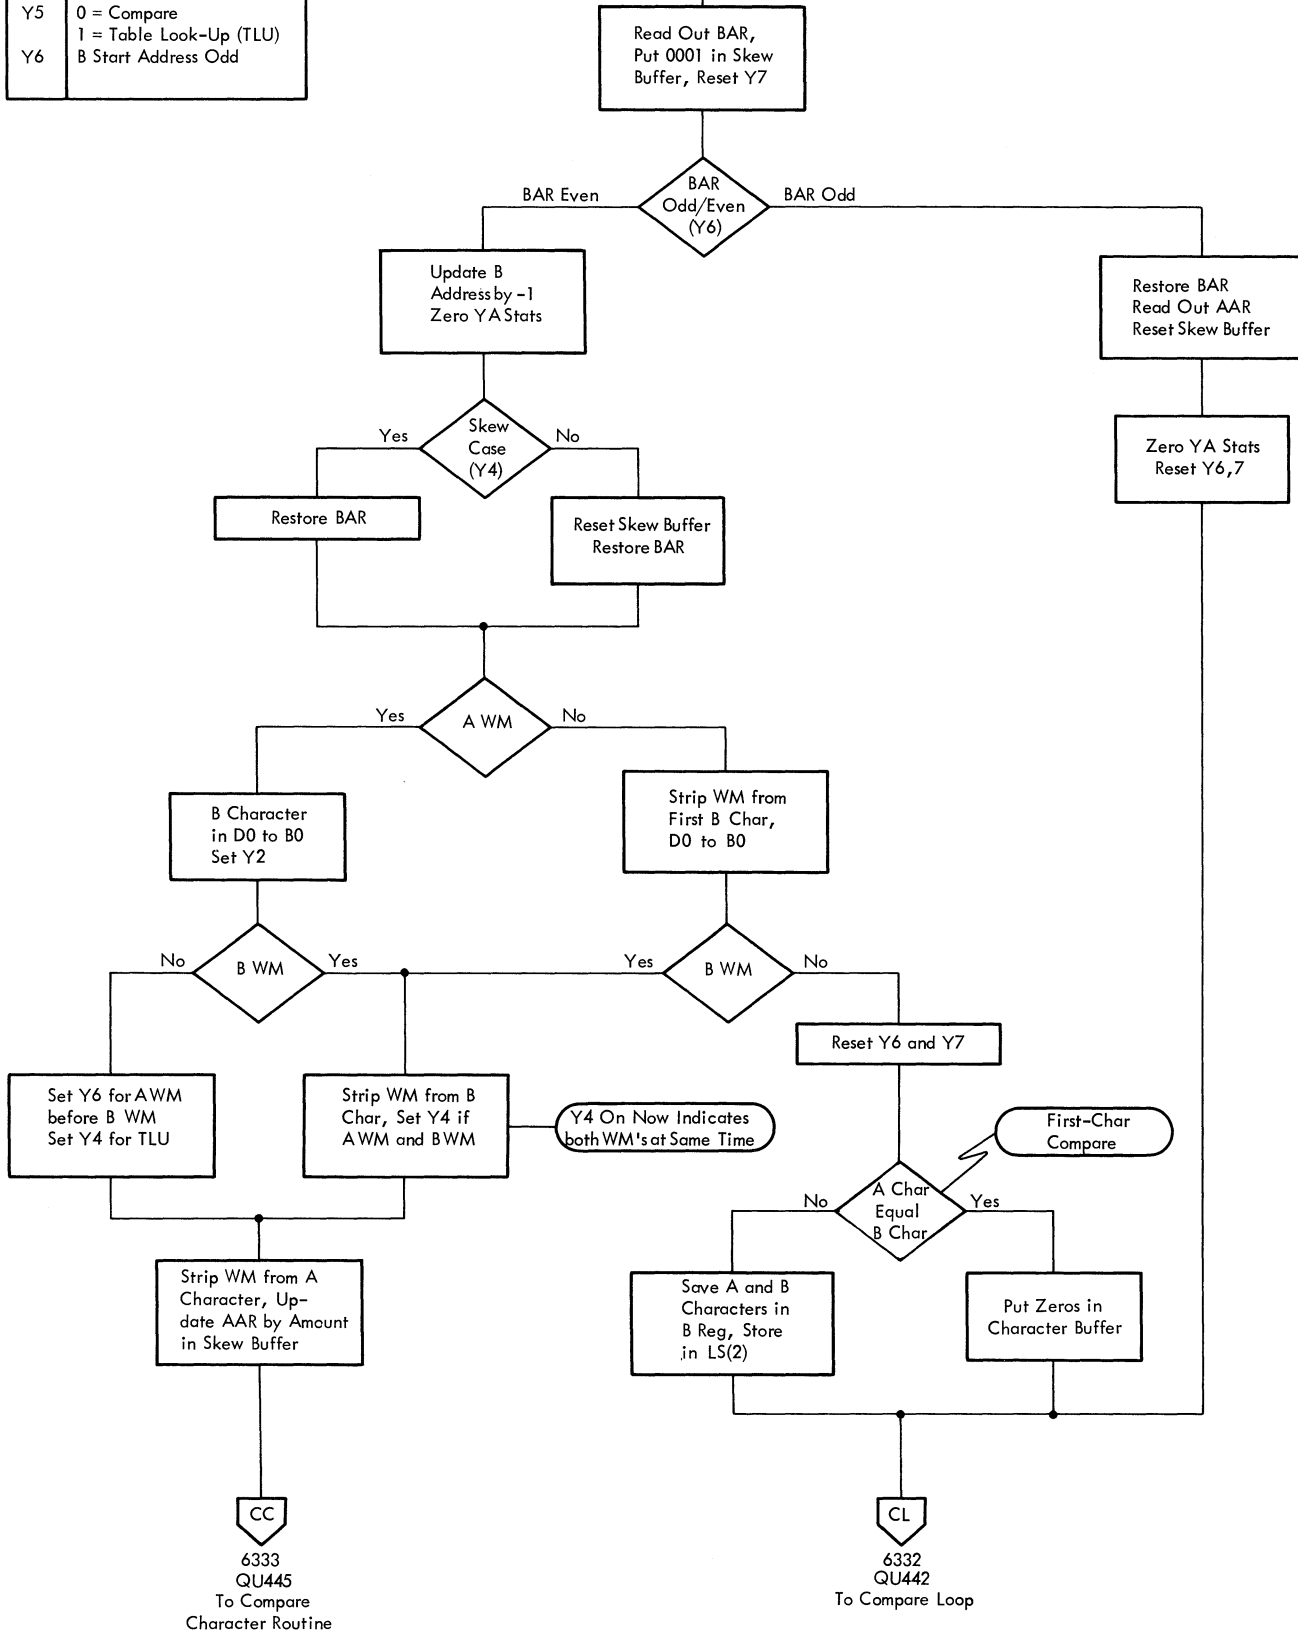 Y5 0 = Compare
1 = Table Look-Up (TLU)
Y6 B Start Address Odd
Read Out BAR,
Put 0001 in Skew
Buffer, Reset Y7
BAR
Odd/Even
(Y6)
BAR Even
BAR Odd
Update B
Address by -1
Zero YA Stats
Restore BAR
Read Out AAR
Reset Skew Buffer
Skew
Case
(Y4)
Yes
No
Zero YA Stats
Reset Y6,7
Restore BAR
Reset Skew Buffer
Restore BAR
A WM
Yes
No
B Character
in D0 to B0
Set Y2
Strip WM from
First B Char,
D0 to B0
No
B WM
Yes
Yes
B WM
No
Reset Y6 and Y7
Set Y6 for AWM
before B WM
Set Y4 for TLU
Strip WM from B
Char, Set Y4 if
AWM and BWM
Y4 On Now Indicates
both WM's at Same Time
First-Char
Compare
A Char
Equal
B Char
No
Yes
Strip WM from A
Character, Up-
date AAR by Amount
in Skew Buffer
Save A and B
Characters in
B Reg, Store
in LS(2)
Put Zeros in
Character Buffer
CC
6333
QU445
To Compare
Character Routine
CL
6332
QU442
To Compare Loop